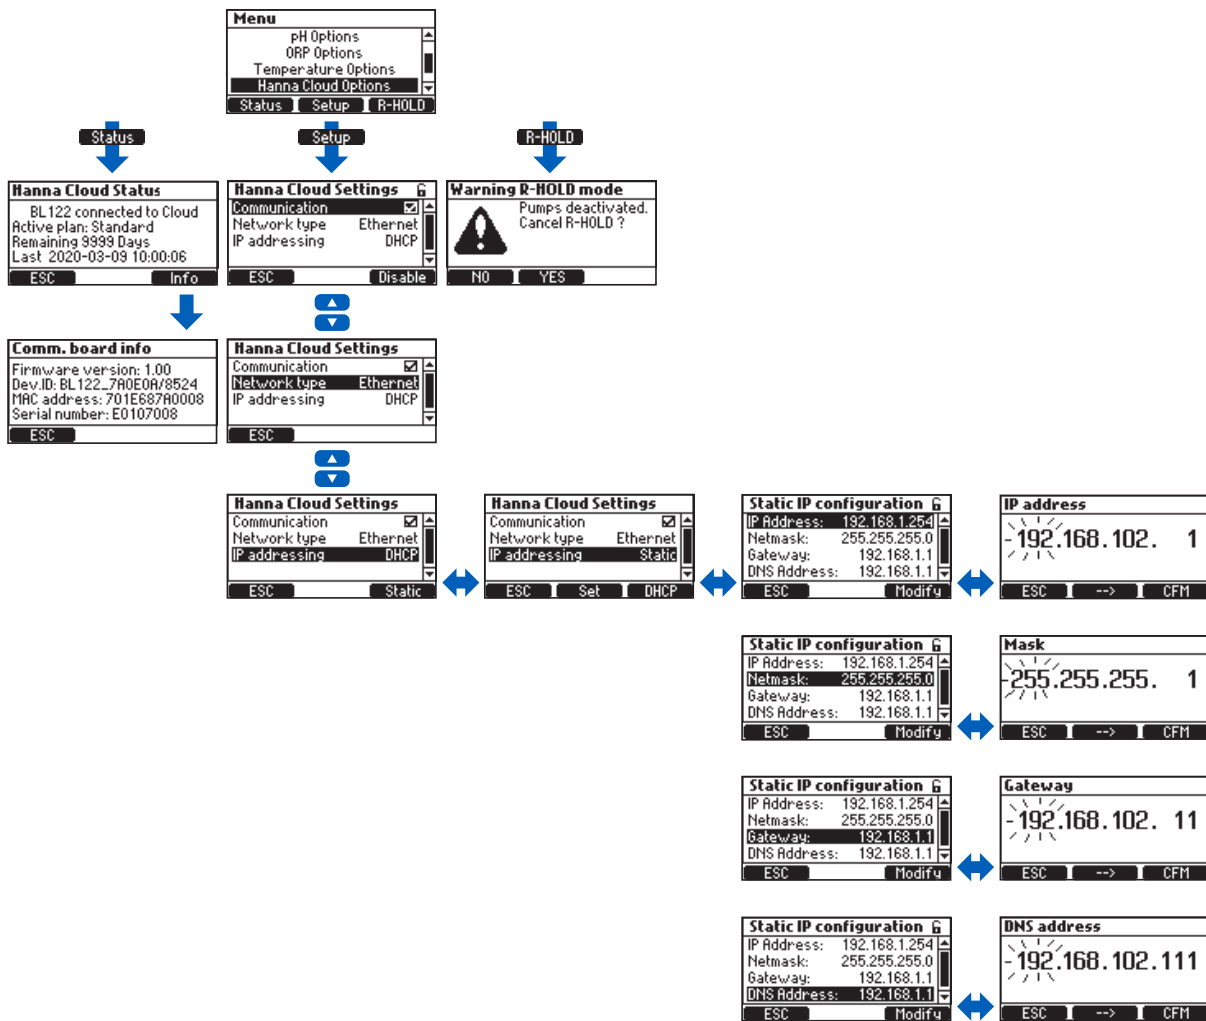 Menu
pH Options
ORP Options
Temperature Options
Hanna Cloud Options
Status Setup R-HOLD
Status
Setup
R-HOLD
Hanna Cloud Status
BL122 connected to Cloud
Active plan: Standard
Remaining 9999 Days
Last 2020-03-09 10:00:06
ESC Info
Hanna Cloud Settings
Communication
Network type Ethernet
IP addressing DHCP
ESC Disable
Warning R-HOLD mode
Pumps deactivated.
Cancel R-HOLD ?
NO YES
Comm. board info
Firmware version: 1.00
Dev.ID: BL122_7A0E0A/8524
MAC address: 701E687A0008
Serial number: E0107008
ESC
Hanna Cloud Settings
Communication
Network type Ethernet
IP addressing DHCP
ESC
Hanna Cloud Settings
Communication
Network type Ethernet
IP addressing DHCP
ESC Static
Hanna Cloud Settings
Communication
Network type Ethernet
IP addressing Static
ESC Set DHCP
Static IP configuration
IP Address: 192.168.1.254
Netmask: 255.255.255.0
Gateway: 192.168.1.1
DNS Address: 192.168.1.1
ESC Modify
IP address
192.168.102. 1
ESC --> CFM
Static IP configuration
IP Address: 192.168.1.254
Netmask: 255.255.255.0
Gateway: 192.168.1.1
DNS Address: 192.168.1.1
ESC Modify
Mask
255.255.255. 1
ESC --> CFM
Static IP configuration
IP Address: 192.168.1.254
Netmask: 255.255.255.0
Gateway: 192.168.1.1
DNS Address: 192.168.1.1
ESC Modify
Gateway
192.168.102. 11
ESC --> CFM
Static IP configuration
IP Address: 192.168.1.254
Netmask: 255.255.255.0
Gateway: 192.168.1.1
DNS Address: 192.168.1.1
ESC Modify
DNS address
192.168.102.111
ESC --> CFM